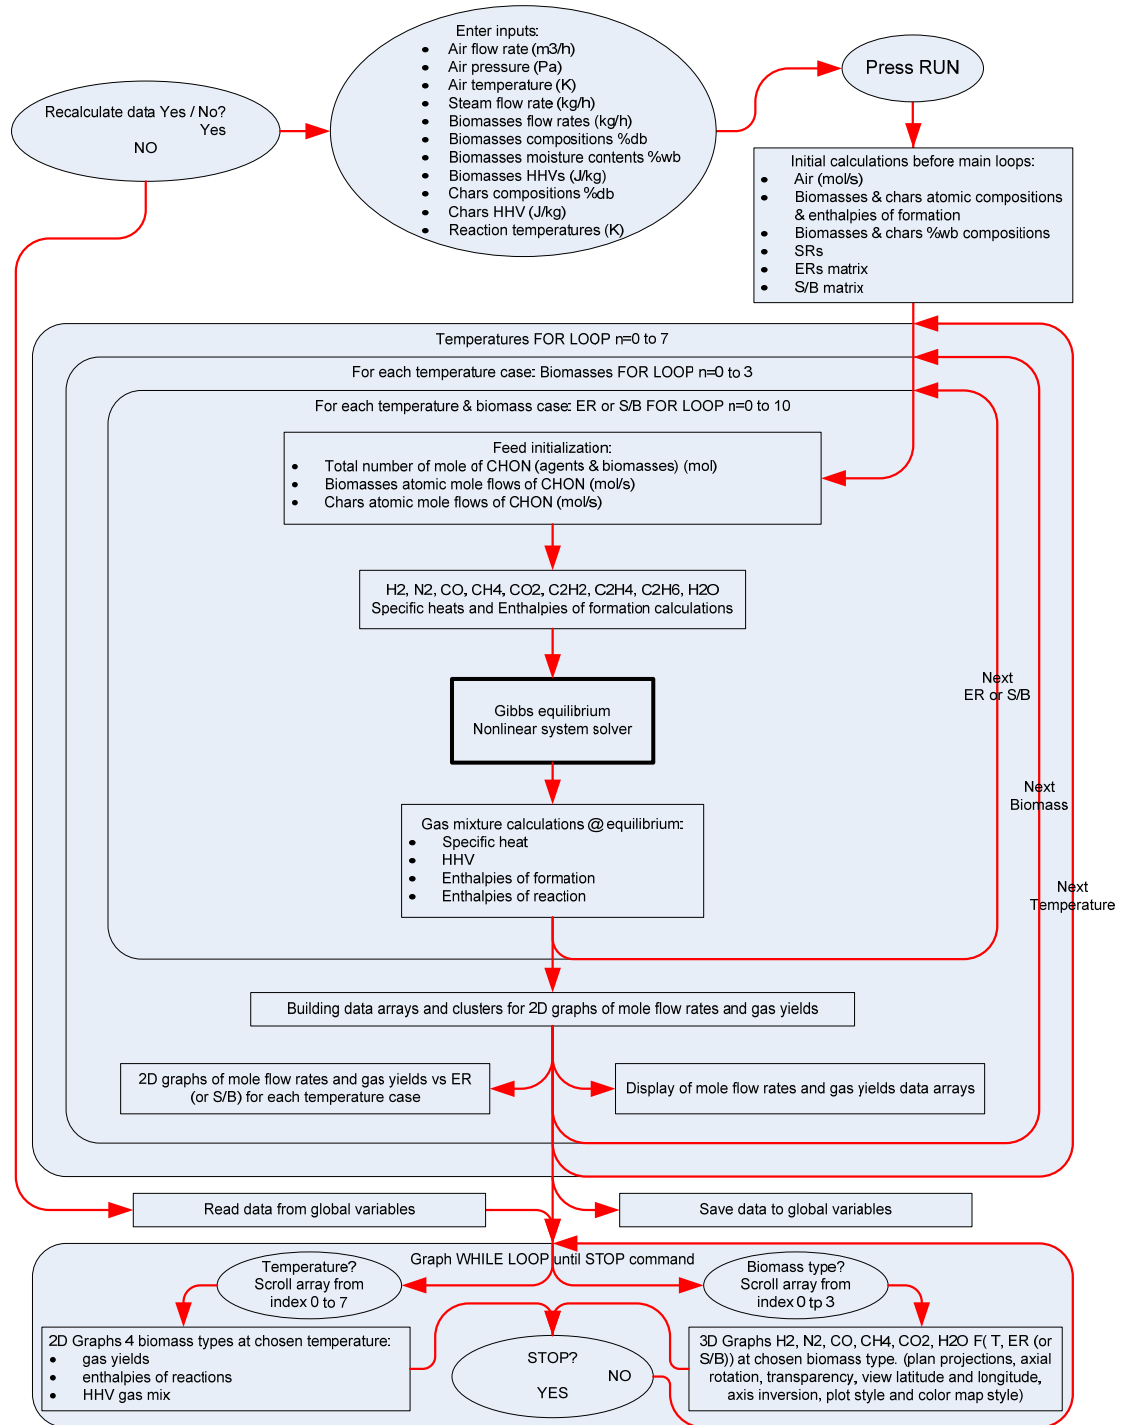 Recalculate data Yes / No?
Yes
NO
Enter inputs:
• Air flow rate (m3/h)
• Air pressure (Pa)
• Air temperature (K)
• Steam flow rate (kg/h)
• Biomasses flow rates (kg/h)
• Biomasses compositions %db
• Biomasses moisture contents %wb
• Biomasses HHVs (J/kg)
• Chars compositions %db
• Chars HHV (J/kg)
• Reaction temperatures (K)
Press RUN
Initial calculations before main loops:
• Air (mol/s)
• Biomasses & chars atomic compositions
& enthalpies of formation
• Biomasses & chars %wb compositions
• SRs
• ERs matrix
• S/B matrix
Temperatures FOR LOOP n=0 to 7
For each temperature case: Biomasses FOR LOOP n=0 to 3
For each temperature & biomass case: ER or S/B FOR LOOP n=0 to 10
Feed initialization:
• Total number of mole of CHON (agents & biomasses) (mol)
• Biomasses atomic mole flows of CHON (mol/s)
• Chars atomic mole flows of CHON (mol/s)
H2, N2, CO, CH4, CO2, C2H2, C2H4, C2H6, H2O
Specific heats and Enthalpies of formation calculations
Gibbs equilibrium
Nonlinear system solver
Gas mixture calculations @ equilibrium:
• Specific heat
• HHV
• Enthalpies of formation
• Enthalpies of reaction
Next
ER or S/B
Next
Biomass
Next
Temperature
Building data arrays and clusters for 2D graphs of mole flow rates and gas yields
2D graphs of mole flow rates and gas yields vs ER
(or S/B) for each temperature case
Display of mole flow rates and gas yields data arrays
Read data from global variables
Save data to global variables
Graph WHILE LOOP until STOP command
Temperature?
Scroll array from
index 0 to 7
Biomass type?
Scroll array from
index 0 tp 3
2D Graphs 4 biomass types at chosen temperature:
• gas yields
• enthalpies of reactions
• HHV gas mix
STOP?
NO
YES
3D Graphs H2, N2, CO, CH4, CO2, H2O F( T, ER (or
S/B)) at chosen biomass type. (plan projections, axial
rotation, transparency, view latitude and longitude,
axis inversion, plot style and color map style)